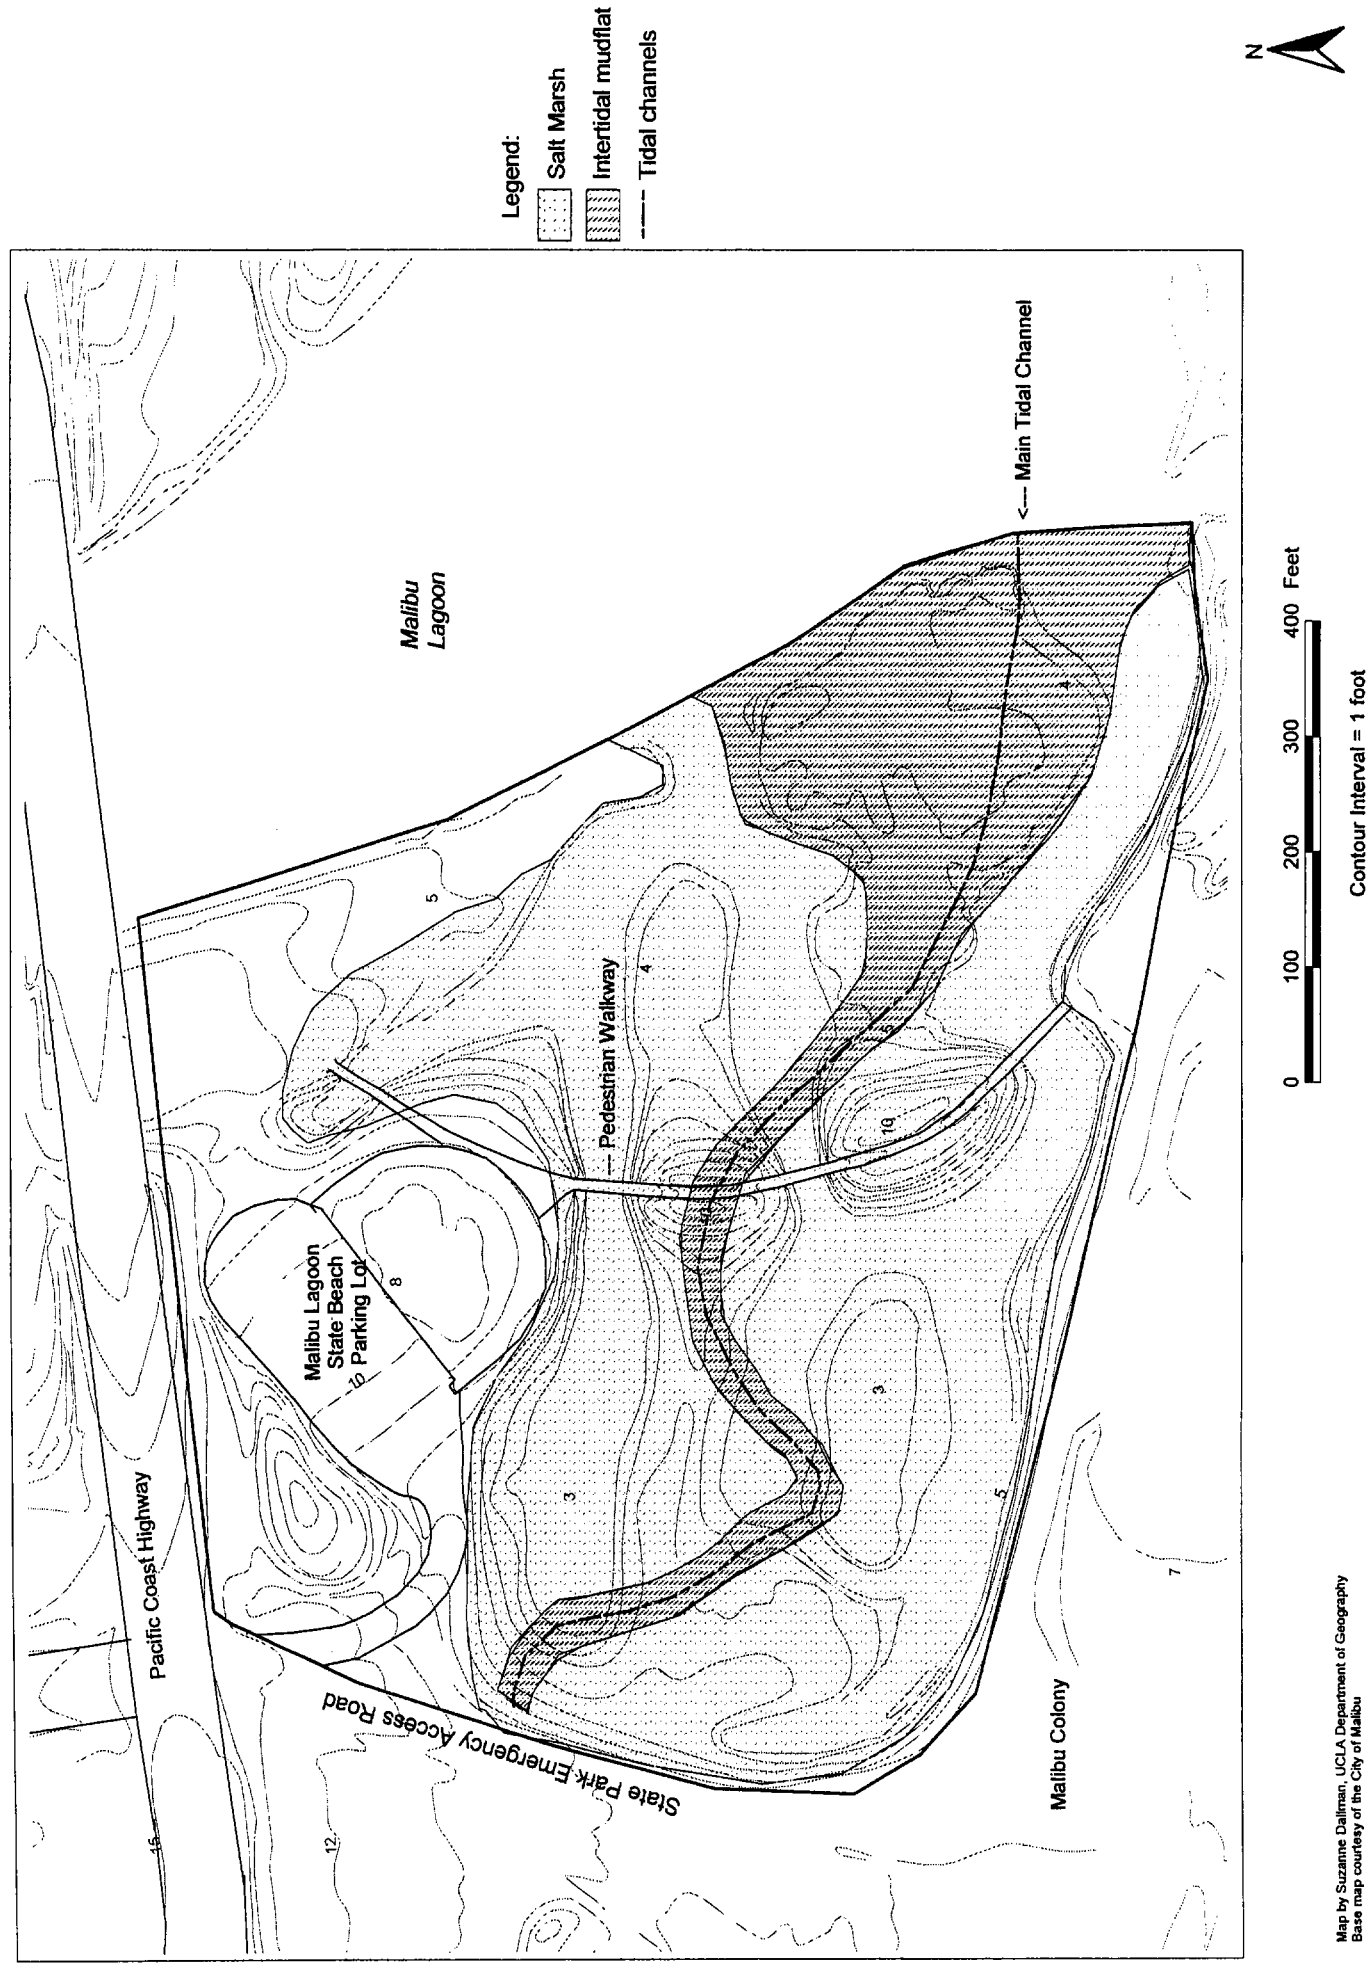 N
Legend:
Salt Marsh
Intertidal mudflat
Tidal channels
Pacific Coast Highway
Malibu
Lagoon
Malibu Lagoon
State Beach
Parking Lot
10
8
5
15
12
State Park Emergency Access Road
<--- Pedestrian Walkway
4
<--- Main Tidal Channel
4
3
3
5
10
5
7
Malibu Colony
0 100 200 300 400 Feet
Contour Interval = 1 foot
Map by Suzanne Dallman, UCLA Department of Geography
Base map courtesy of the City of Malibu